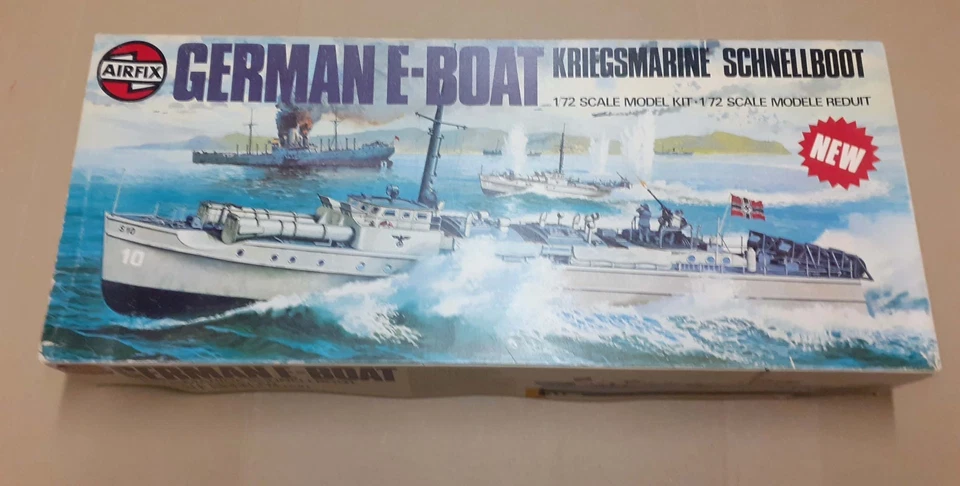 AIRFIX
GERMAN E-BOAT
KRIEGSMARINE SCHNELLBOOT
1/72 SCALE MODEL KIT • 1/72 SCALE MODELE REDUIT
NEW
S10
10
GERMAN E-BOAT